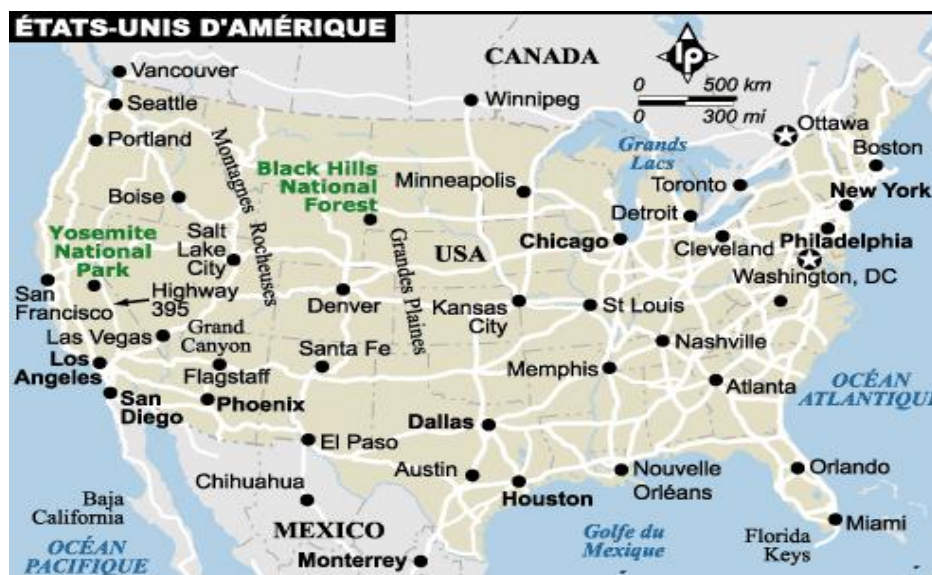 ÉTATS-UNIS D'AMÉRIQUE
CANADA
lp
0 500 km
0 300 mi
Vancouver
Seattle
Portland
Winnipeg
Ottawa
Boston
Grands
Lacs
Toronto
New York
Montagnes Rocheuses
Black Hills
National
Forest
Minneapolis
Boise
Detroit
Yosemite
National
Park
Salt
Lake
City
Grandes Plaines
USA
Chicago
Cleveland
Philadelphia
Washington, DC
San
Francisco
Highway
395
Denver
Kansas
City
St Louis
Las Vegas
Grand
Canyon
Santa Fe
Nashville
Los
Angeles
Flagstaff
Memphis
Atlanta
OCÉAN
ATLANTIQUE
San
Diego
Phoenix
Dallas
El Paso
Austin
Houston
Nouvelle
Orléans
Orlando
Chihuahua
Baja
California
MEXICO
Monterrey
Golfe du
Mexique
Florida
Keys
Miami
OCÉAN
PACIFIQUE